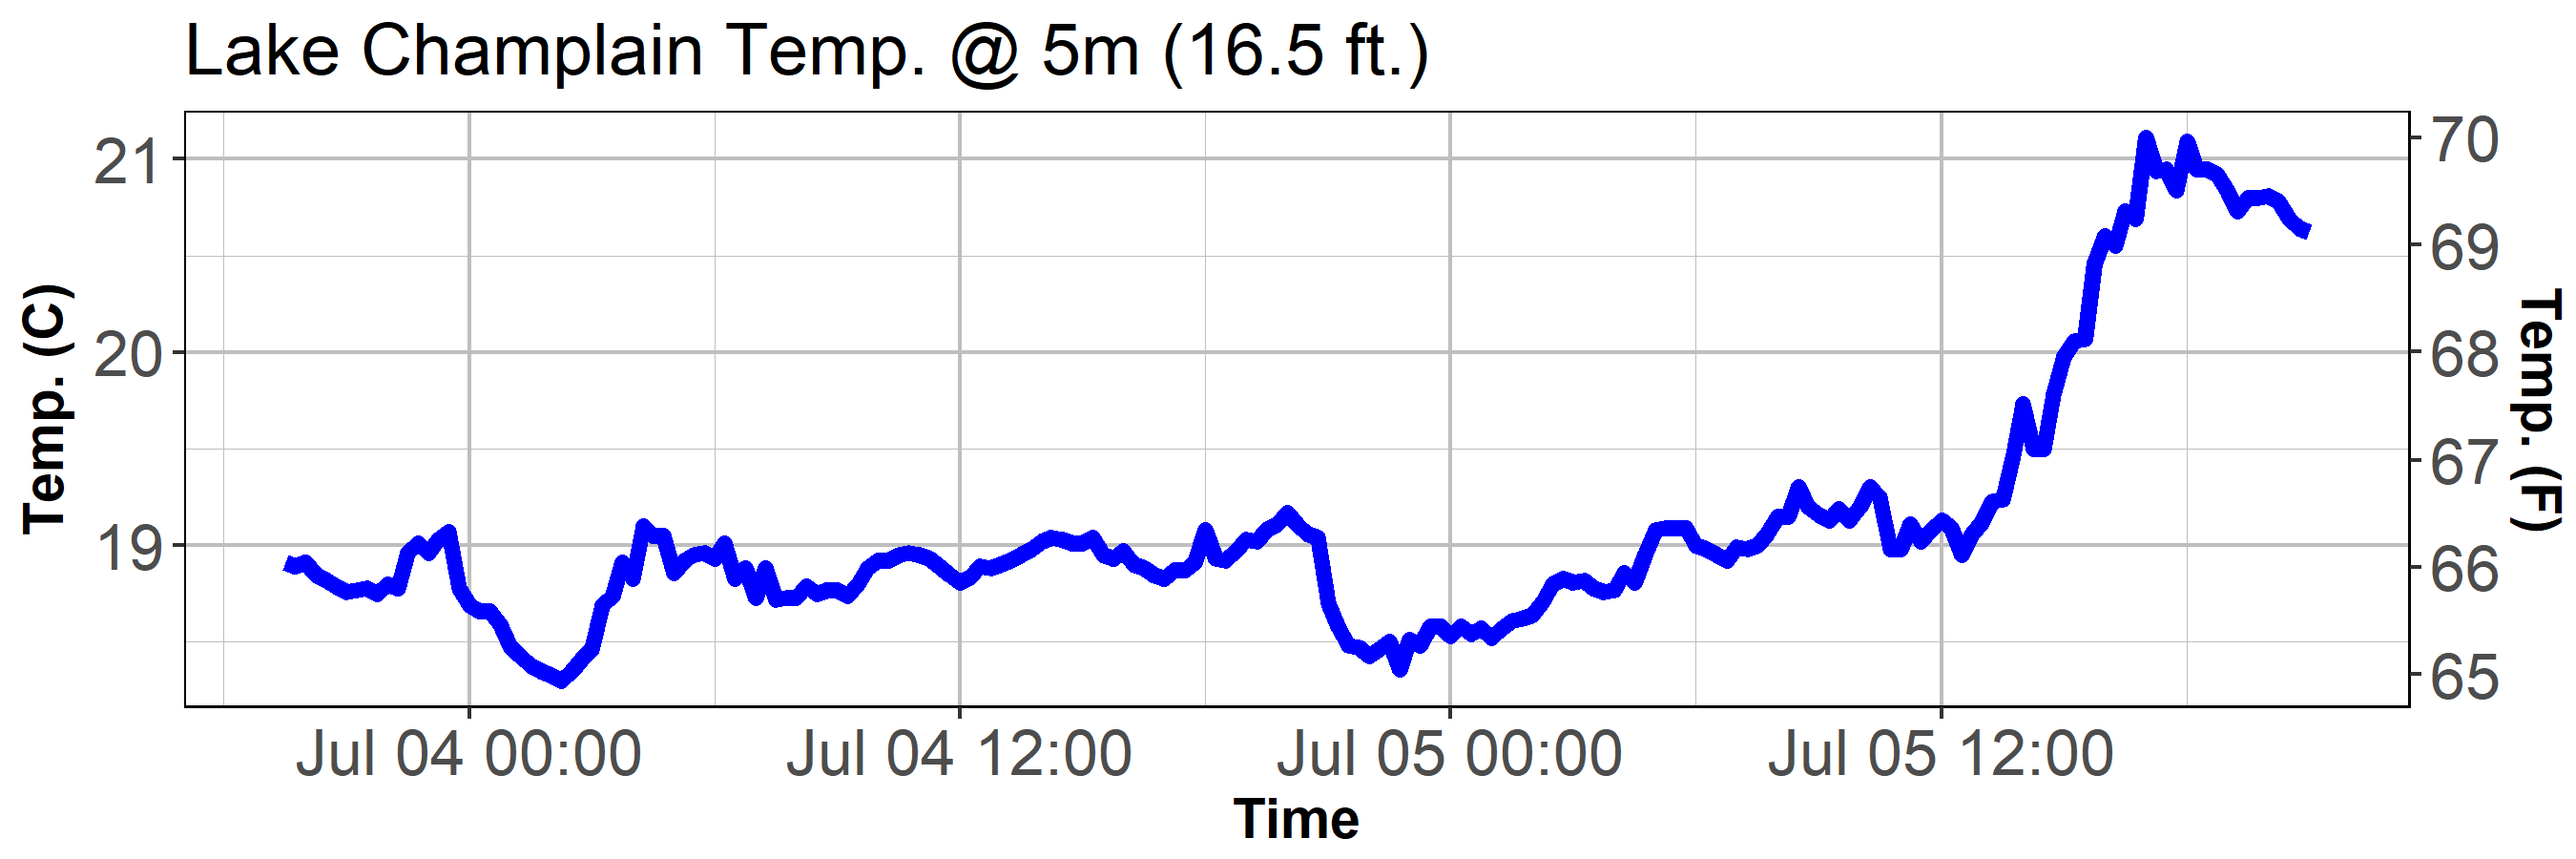 Lake Champlain Temp. @ 5m (16.5 ft.)
Temp. (C)
21
20
19
70
69
68
67
66
65
Temp. (F)
Jul 04 00:00 Jul 04 12:00 Jul 05 00:00 Jul 05 12:00
Time